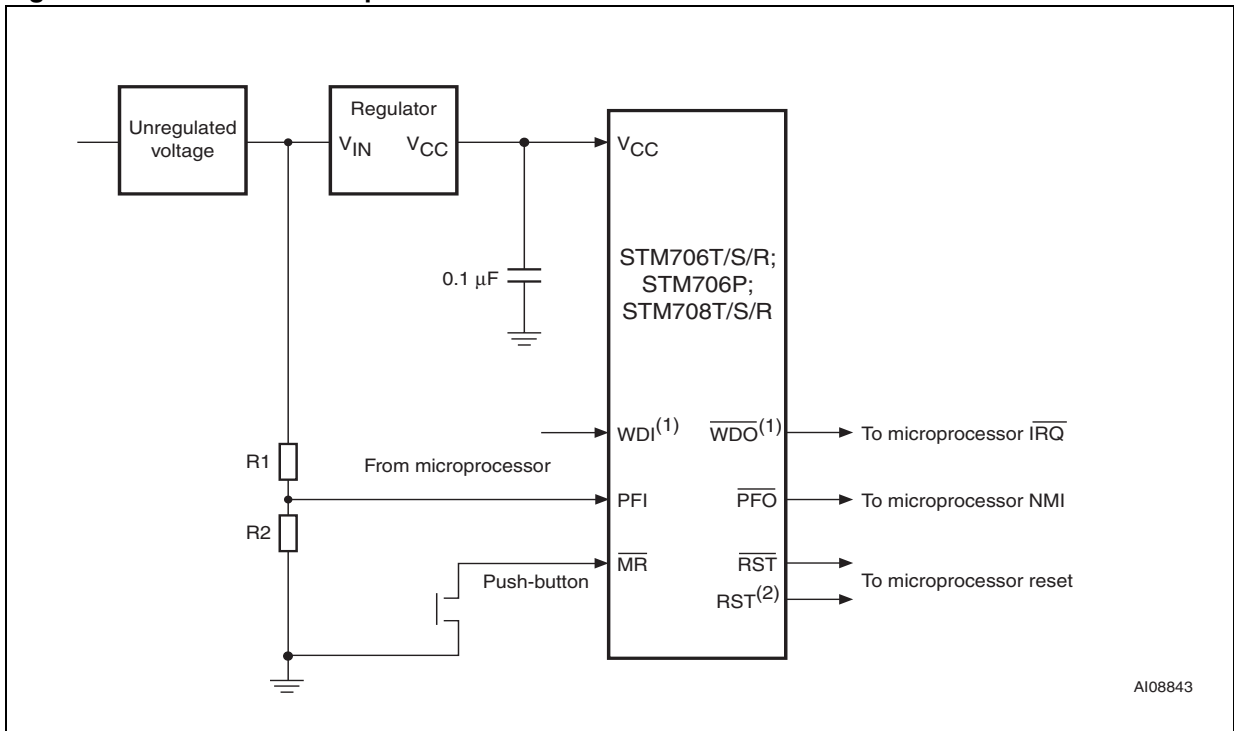 Unregulated
voltage
Regulator
VIN VCC
VCC
0.1 μF
STM706T/S/R;
STM706P;
STM708T/S/R
WDI(1)
WDO(1)
To microprocessor IRQ
R1
From microprocessor
PFI
PFO
To microprocessor NMI
R2
MR
RST
Push-button
To microprocessor reset
RST(2)
AI08843